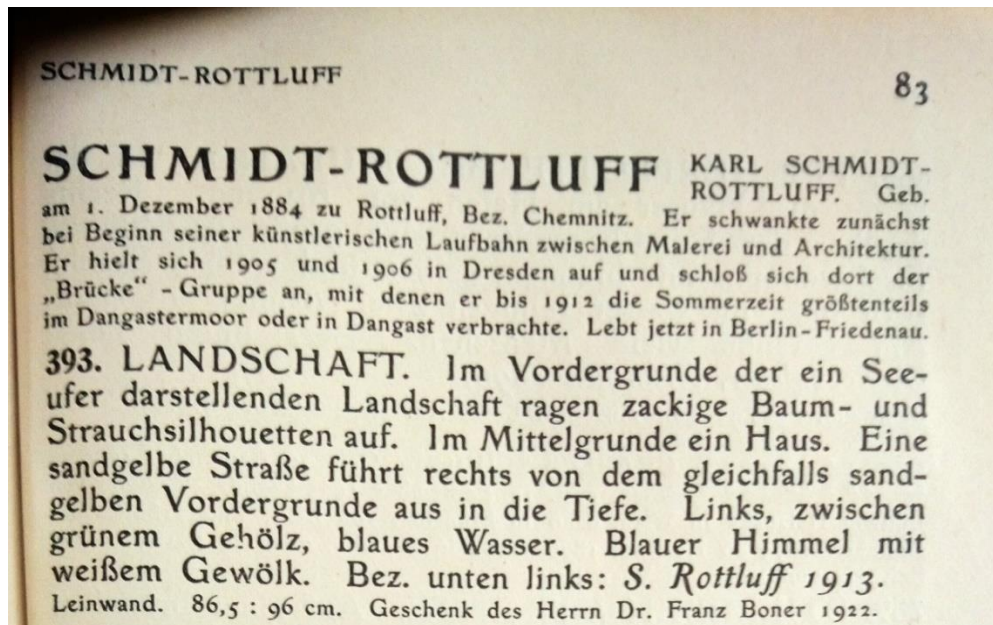 SCHMIDT-ROTTLUFF
83
SCHMIDT-ROTTLUFF KARL SCHMIDT-
ROTTLUFF. Geb.
am 1. Dezember 1884 zu Rottluff, Bez. Chemnitz. Er schwankte zunächst
bei Beginn seiner künstlerischen Laufbahn zwischen Malerei und Architektur.
Er hielt sich 1905 und 1906 in Dresden auf und schloß sich dort der
„Brücke“ - Gruppe an, mit denen er bis 1912 die Sommerzeit größtenteils
im Dangastermoor oder in Dangast verbrachte. Lebt jetzt in Berlin-Friedenau.
393. LANDSCHAFT. Im Vordergrunde der ein See-
ufer darstellenden Landschaft ragen zackige Baum- und
Strauchsilhouetten auf. Im Mittelgrunde ein Haus. Eine
sandgelbe Straße führt rechts von dem gleichfalls sand-
gelben Vordergrunde aus in die Tiefe. Links, zwischen
grünem Gehölz, blaues Wasser. Blauer Himmel mit
weißem Gewölk. Bez. unten links: S. Rottluff 1913.
Leinwand. 86,5 : 96 cm. Geschenk des Herrn Dr. Franz Boner 1922.